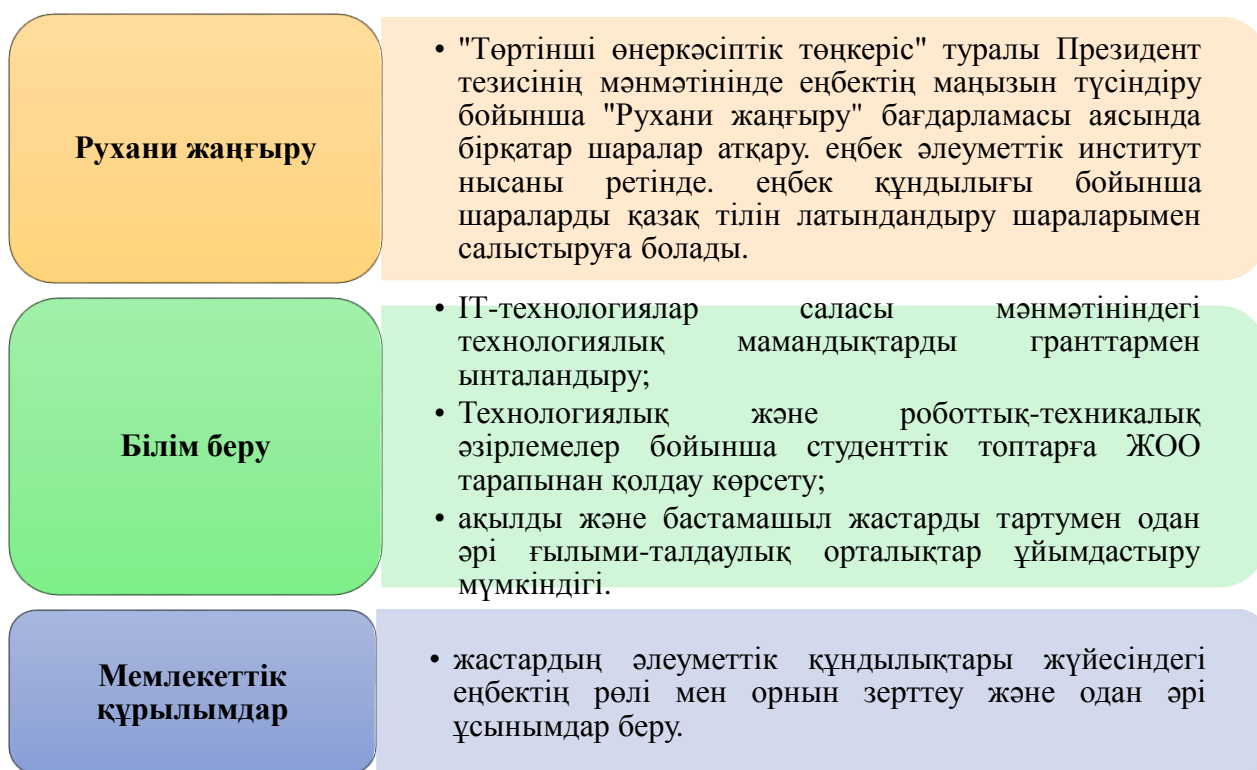 Рухани жаңғыру
• "Төртінші өнеркәсіптік төңкеріс" туралы Президент
тезисінің мәнмәтінінде еңбектің маңызын түсіндіру
бойынша "Рухани жаңғыру" бағдарламасы аясында
бірқатар шаралар атқару. еңбек әлеуметтік институт
нысаны ретінде. еңбек құндылығы бойынша
шараларды қазақ тілін латындандыру шараларымен
салыстыруға болады.
Білім беру
• IT-технологиялар саласы мәнмәтініндегі
технологиялық мамандықтарды гранттармен
ынталандыру;
• Технологиялық және роботтық-техникалық
әзірлемелер бойынша студенттік топтарға ЖОО
тарапынан қолдау көрсету;
• ақылды және бастамашыл жастарды тартумен одан
әрі ғылыми-талдаулық орталықтар ұйымдастыру
мүмкіндігі.
Мемлекеттік
құрылымдар
• жастардың әлеуметтік құндылықтары жүйесіндегі
еңбектің рөлі мен орнын зерттеу және одан әрі
ұсынымдар беру.